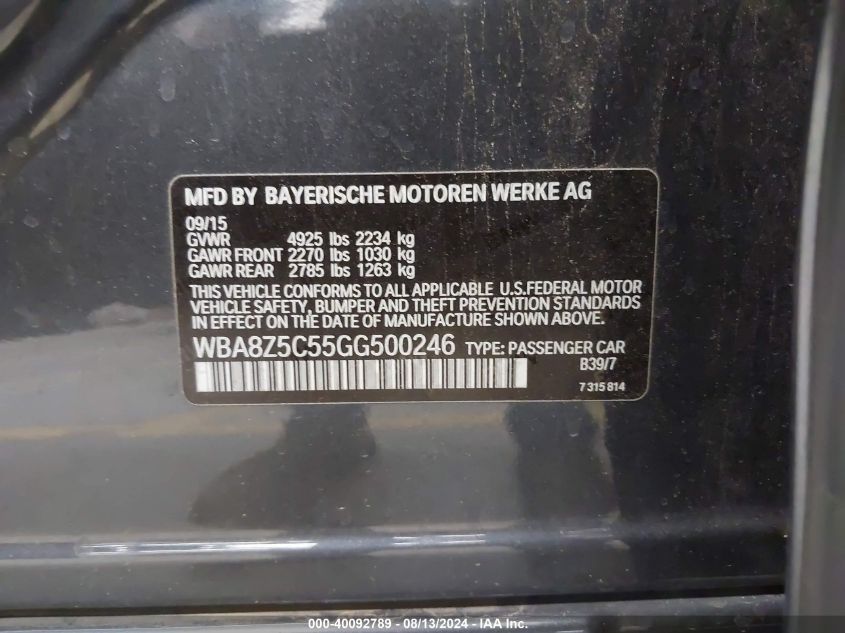 MFD BY BAYERISCHE MOTOREN WERKE AG
09/15
GVWR 4925 lbs 2234 kg
GAWR FRONT 2270 lbs 1030 kg
GAWR REAR 2785 lbs 1263 kg
THIS VEHICLE CONFORMS TO ALL APPLICABLE U.S.FEDERAL MOTOR
VEHICLE SAFETY, BUMPER AND THEFT PREVENTION STANDARDS
IN EFFECT ON THE DATE OF MANUFACTURE SHOWN ABOVE.
WBA8Z5C55GG500246 TYPE: PASSENGER CAR
B39/7
7 315 814
000-40092789 - 08/13/2024 - IAA Inc.